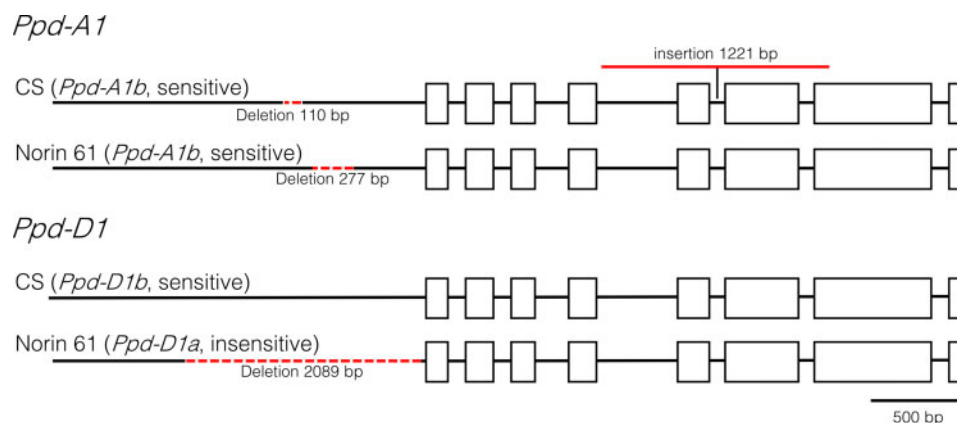 Ppd-A1
insertion 1221 bp
CS (Ppd-A1b, sensitive)
Deletion 110 bp
Norin 61 (Ppd-A1b, sensitive)
Deletion 277 bp
Ppd-D1
CS (Ppd-D1b, sensitive)
Norin 61 (Ppd-D1a, insensitive)
Deletion 2089 bp
500 bp